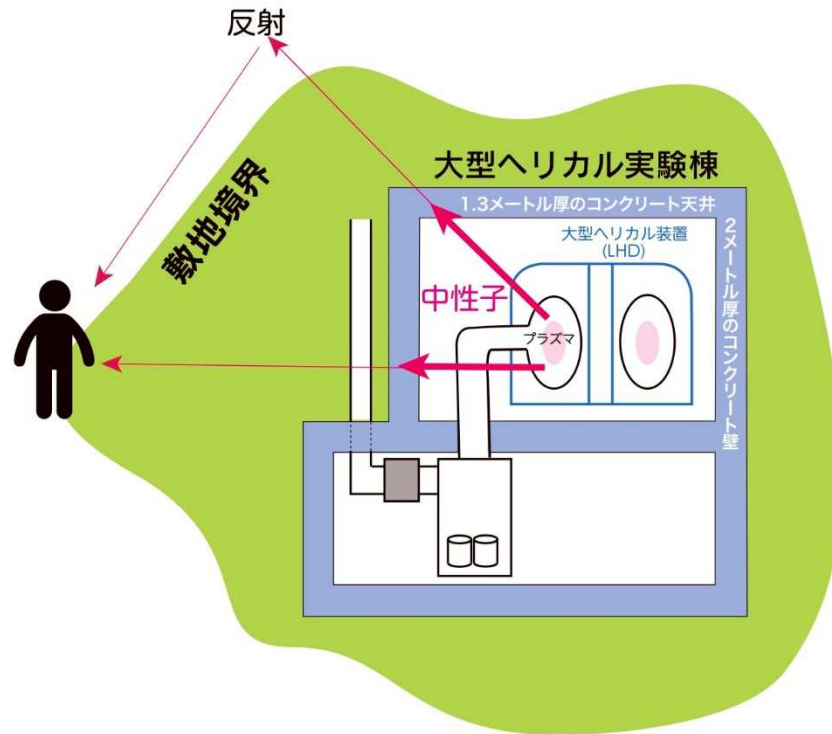 反射
敷地境界
大型ヘリカル実験棟
1.3メートル厚のコンクリート天井
大型ヘリカル装置
(LHD)
2メートル厚のコンクリート壁
中性子
プラズマ